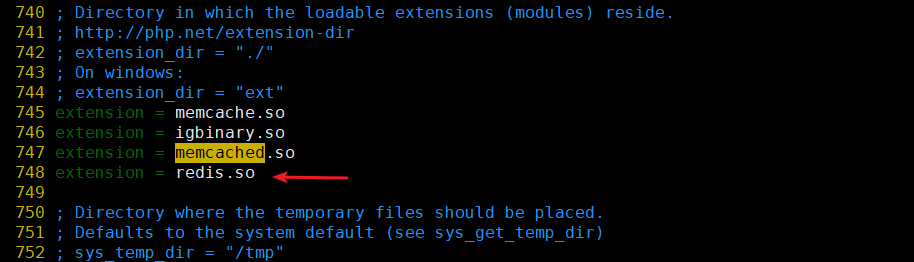 740 ; Directory in which the loadable extensions (modules) reside.
741 ; http://php.net/extension-dir
742 ; extension_dir = "./"
743 ; On windows:
744 ; extension_dir = "ext"
745 extension = memcache.so
746 extension = igbinary.so
747 extension = memcached.so
748 extension = redis.so
749
750 ; Directory where the temporary files should be placed.
751 ; Defaults to the system default (see sys_get_temp_dir)
752 ; sys_temp_dir = "/tmp"